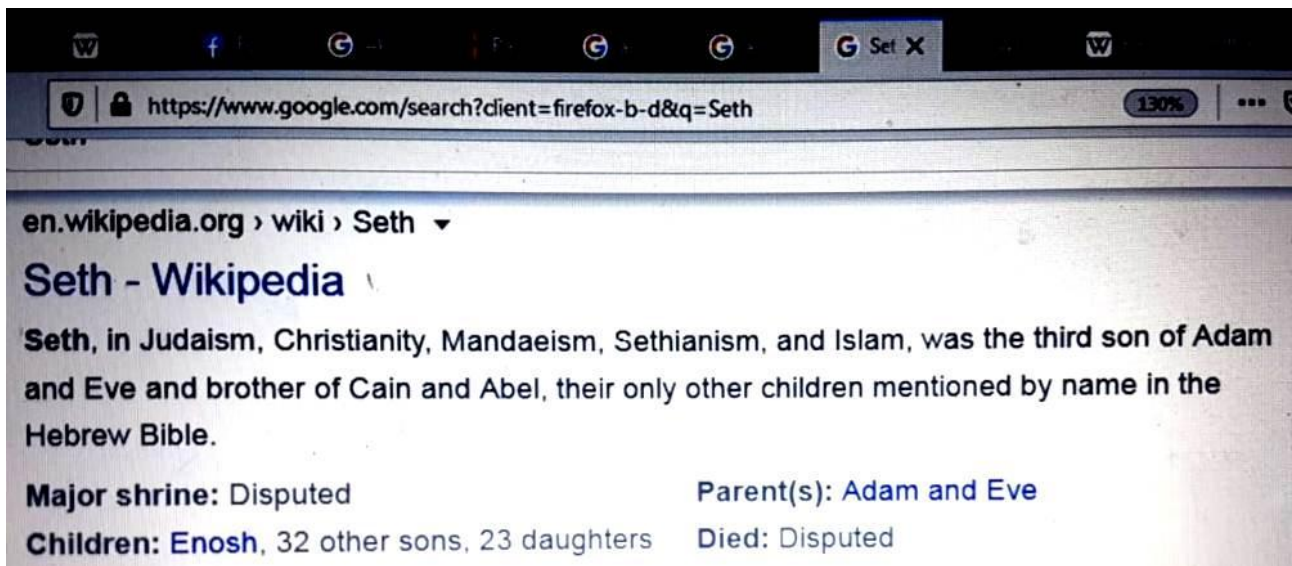 Set
https://www.google.com/search?client=firefox-b-d&q=Seth
130%
en.wikipedia.org › wiki › Seth
Seth - Wikipedia
Seth, in Judaism, Christianity, Mandaeism, Sethianism, and Islam, was the third son of Adam
and Eve and brother of Cain and Abel, their only other children mentioned by name in the
Hebrew Bible.
Major shrine: Disputed Parent(s): Adam and Eve
Children: Enosh, 32 other sons, 23 daughters Died: Disputed